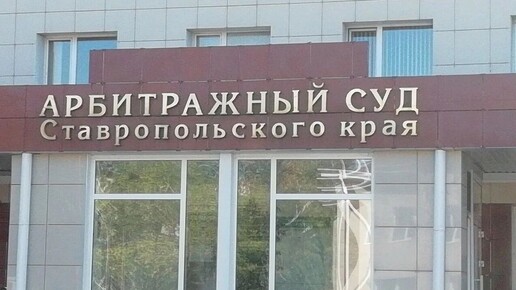 АРБИТРАЖНЫЙ СУД
Ставропольского края